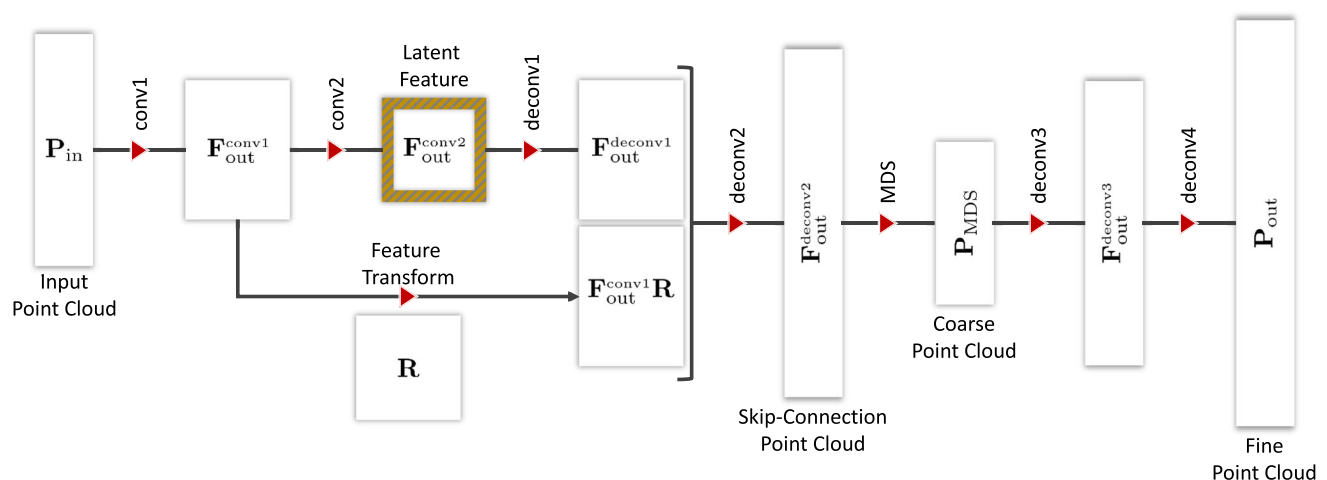 P_in
Input
Point Cloud
conv1
F_out^conv1
conv2
Latent
Feature
F_out^conv2
deconv1
F_out^deconv1
Feature
Transform
R
F_out^conv1 R
deconv2
F_out^deconv2
Skip-Connection
Point Cloud
MDS
P_MDS
Coarse
Point Cloud
deconv3
F_out^deconv3
deconv4
P_out
Fine
Point Cloud